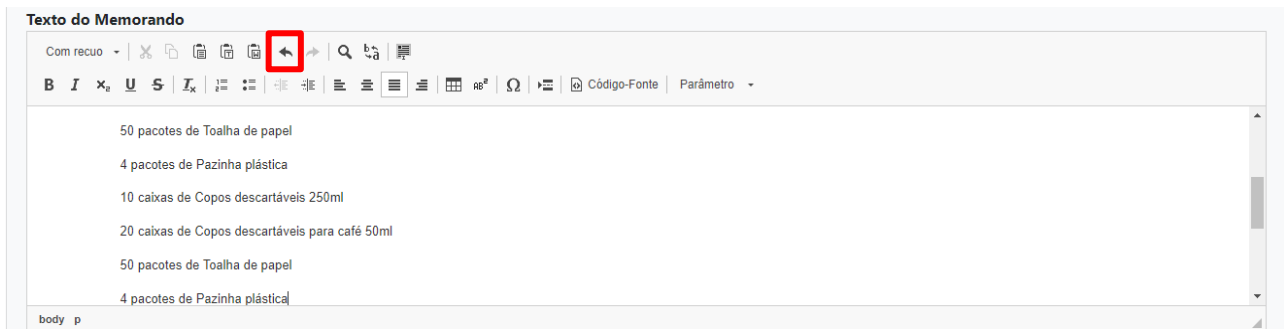 Texto do Memorando
Com recuo
B I x₂ U S Iₓ Ω Código-Fonte Parâmetro
50 pacotes de Toalha de papel
4 pacotes de Pazinha plástica
10 caixas de Copos descartáveis 250ml
20 caixas de Copos descartáveis para café 50ml
50 pacotes de Toalha de papel
4 pacotes de Pazinha plástica
body p